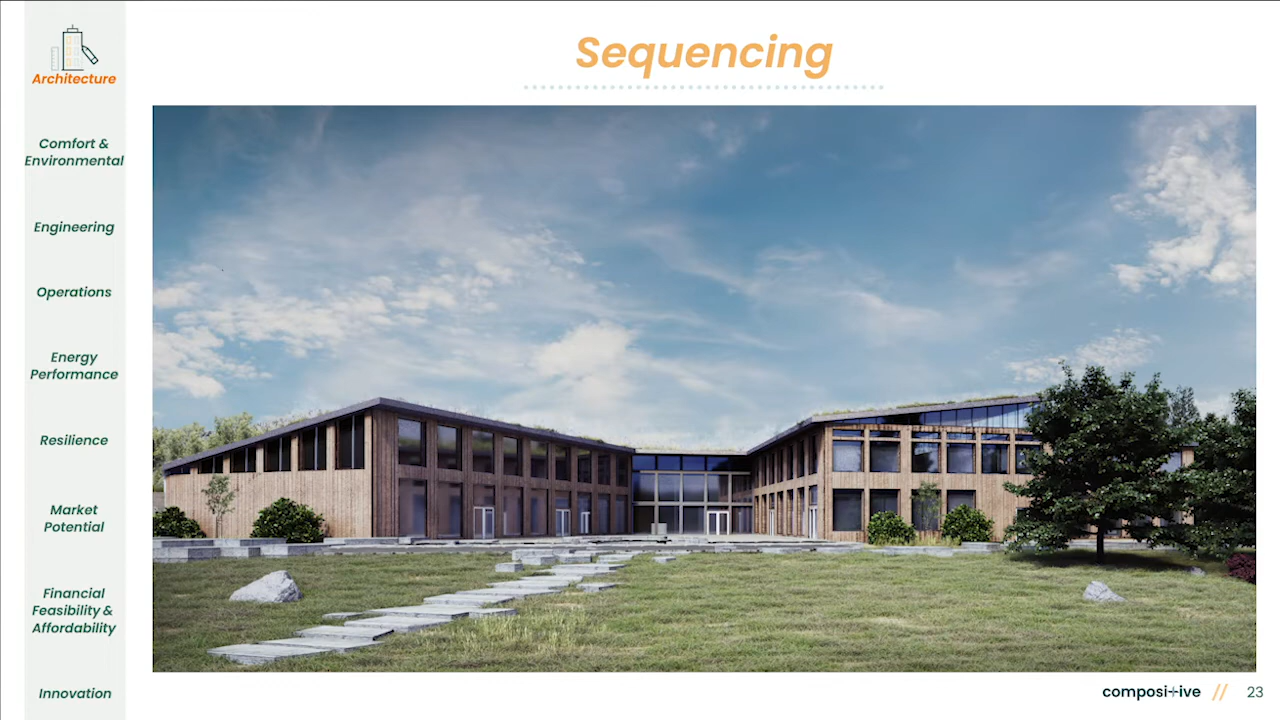 Sequencing
Architecture
Comfort &
Environmental
Engineering
Operations
Energy
Performance
Resilience
Market
Potential
Financial
Feasibility &
Affordability
Innovation
composi+ive // 23